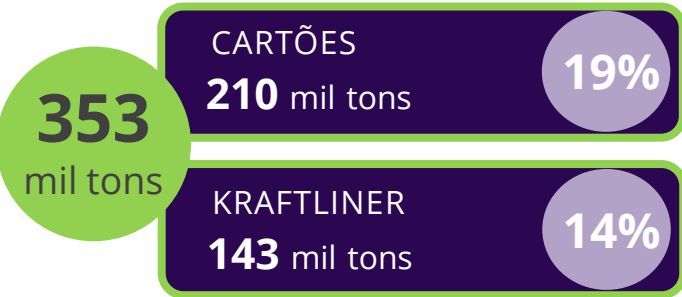 353
mil tons
CARTÕES
210 mil tons
19%
KRAFTLINER
143 mil tons
14%